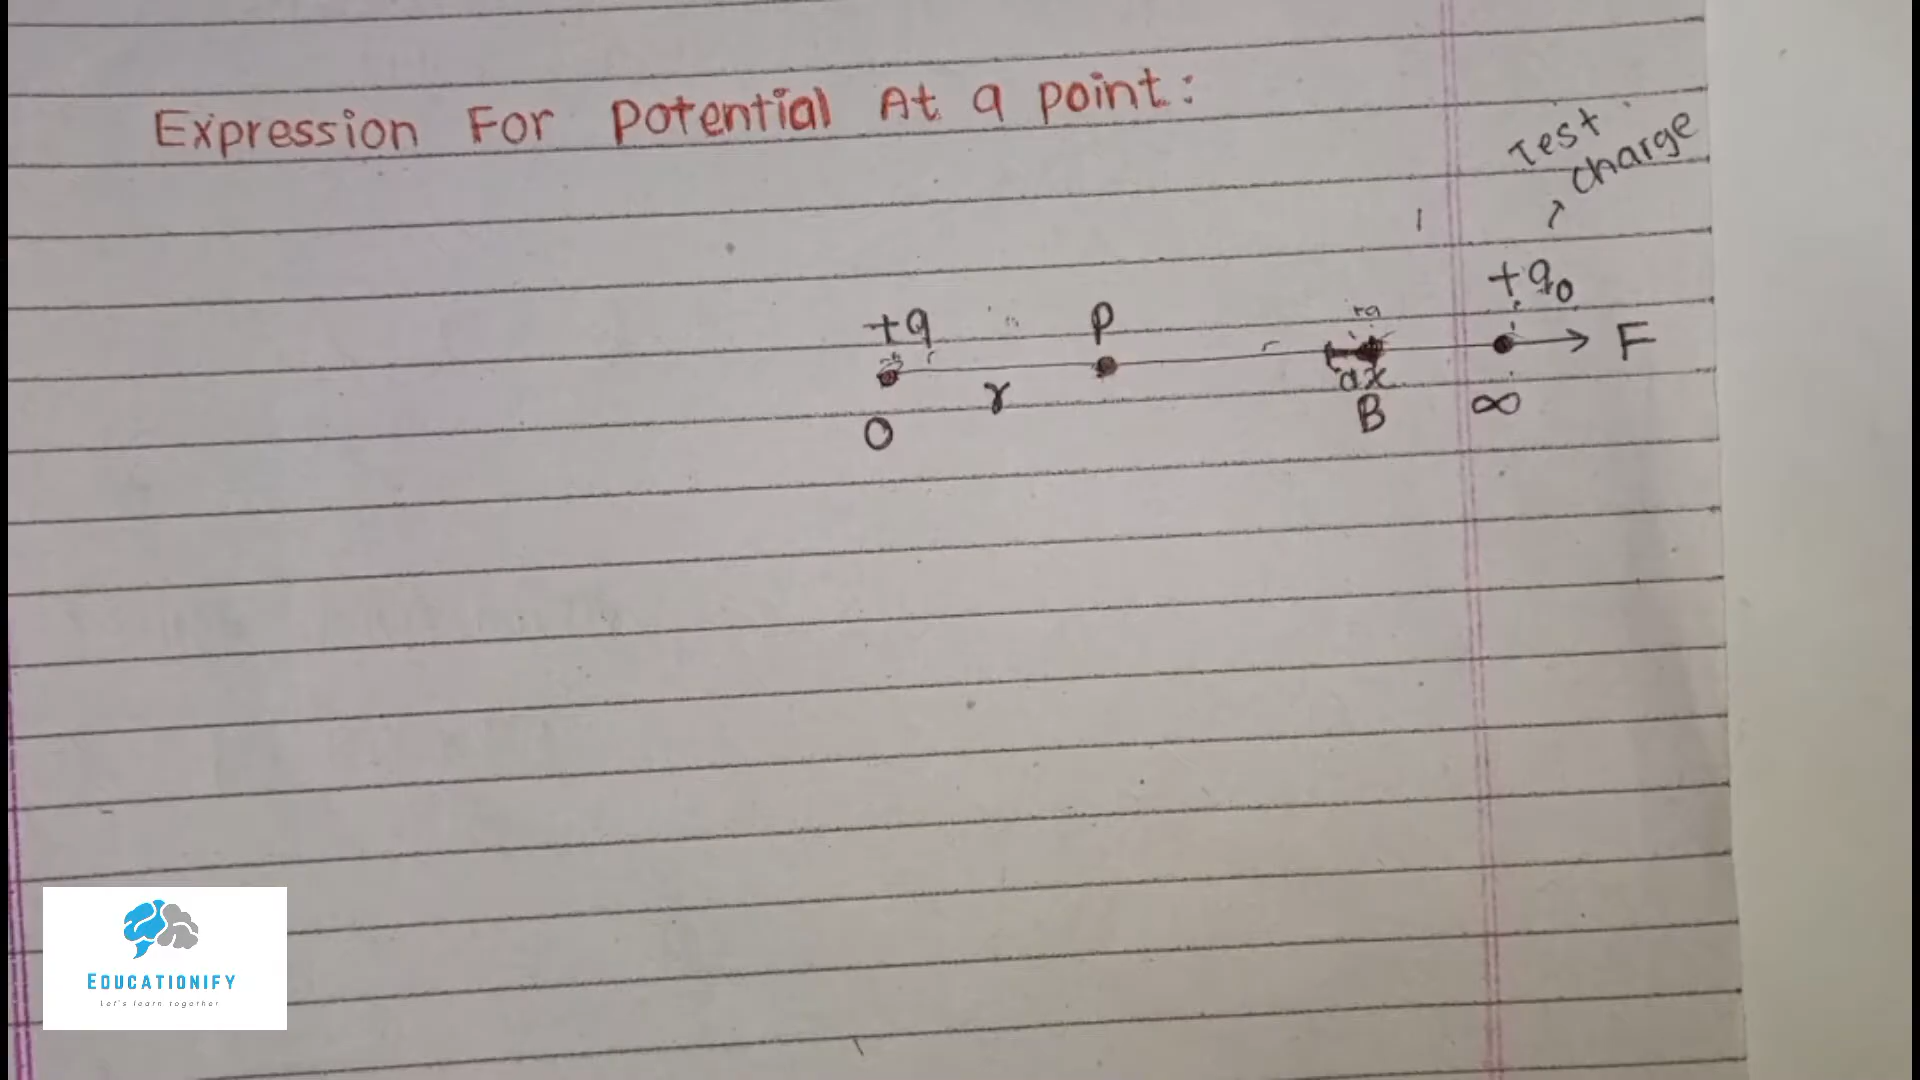 Expression For Potential At a point:
Test
charge
+q0
+q
P
F
r
dx
O
B
∞
EDUCATIONIFY
Let's learn together